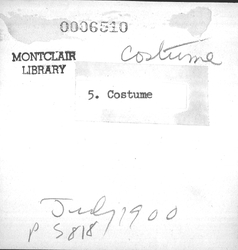 0006510
costume
MONTCLAIR
LIBRARY
5. Costume
July 1900
p 5818